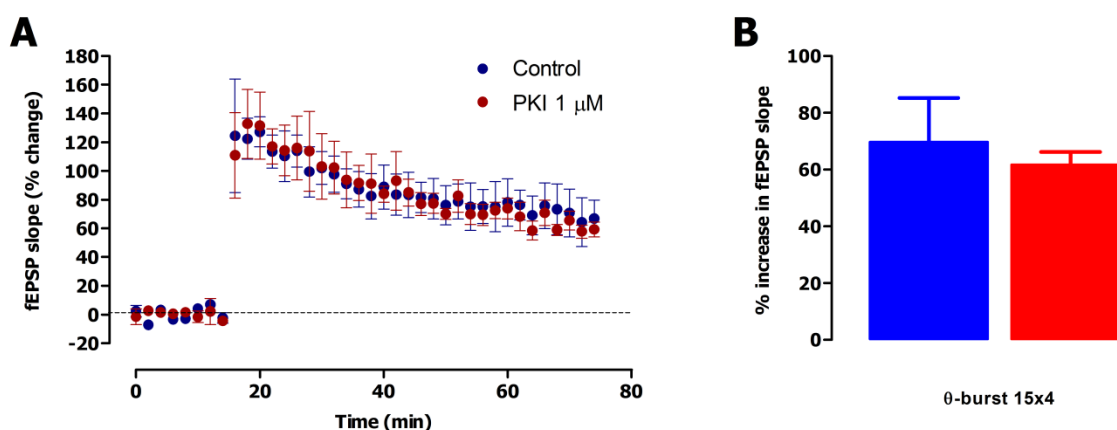 A
fEPSP slope (% change)
180
160
140
120
100
80
60
40
20
0
-20
Control
PKI 1 μM
0
20
40
60
80
Time (min)
B
% increase in fEPSP slope
100
80
60
40
20
0
θ-burst 15x4